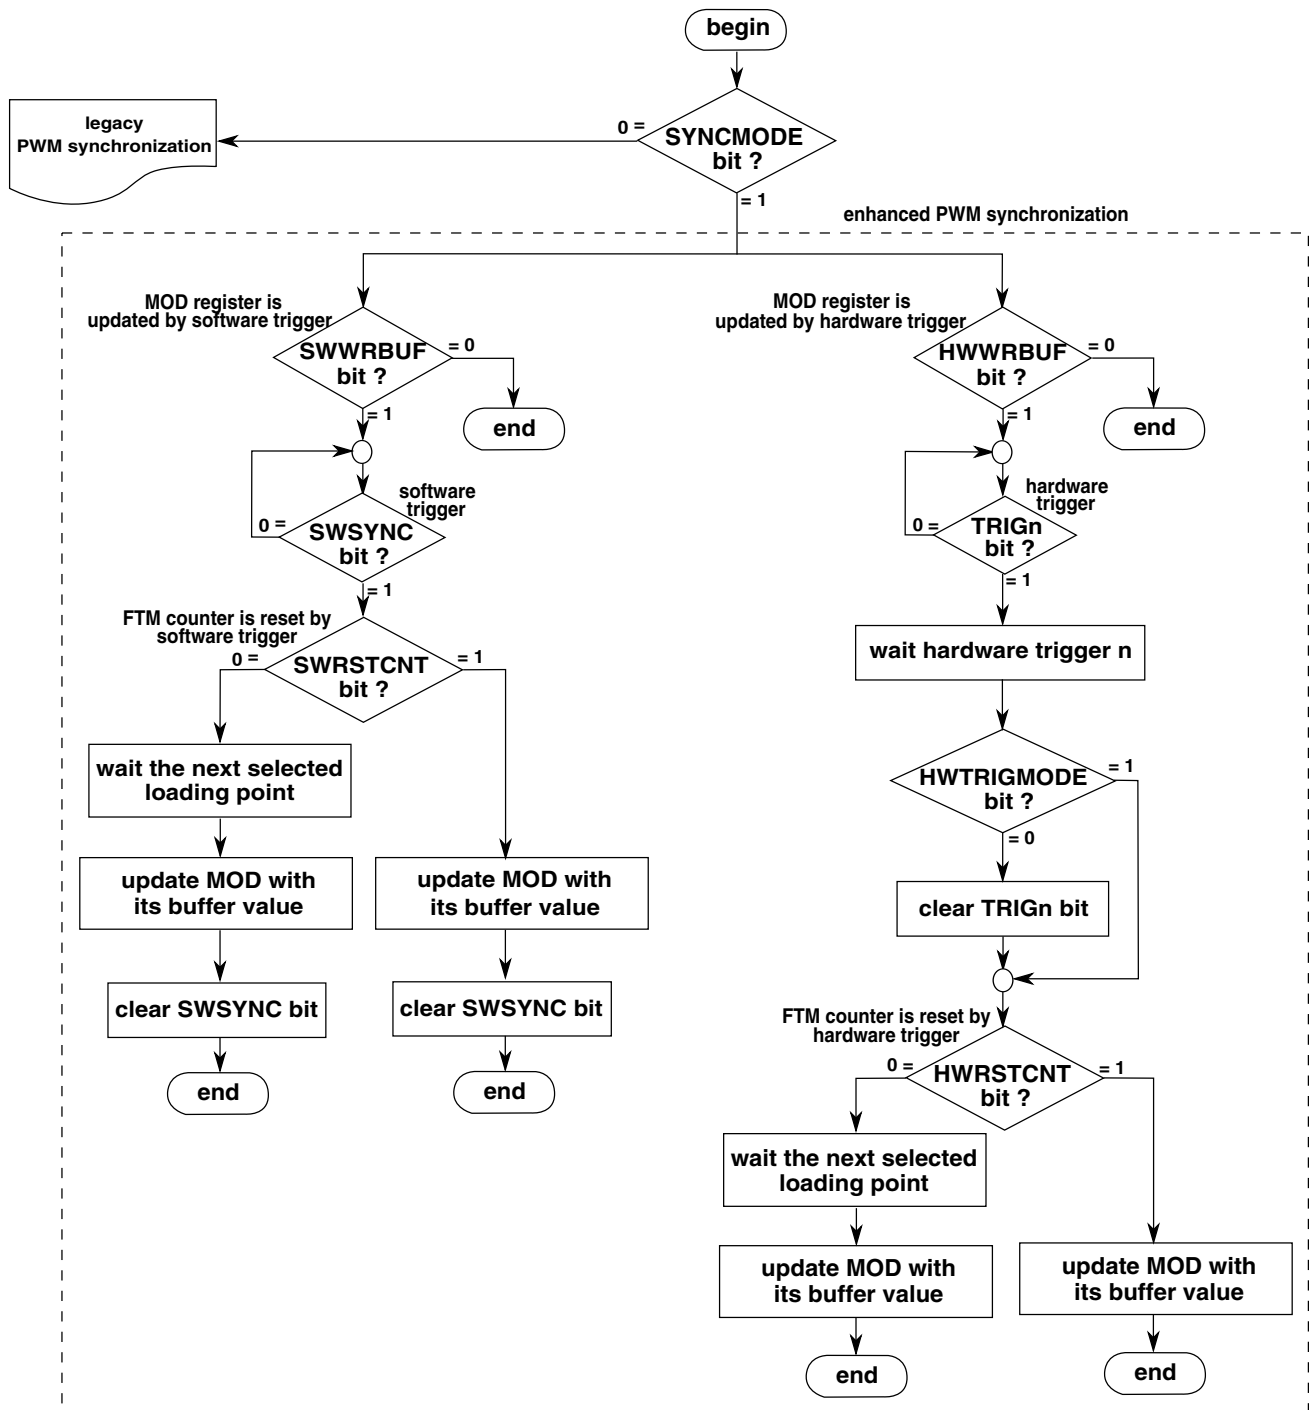 begin
SYNCMODE
bit ?
0 =
= 1
legacy
PWM synchronization
enhanced PWM synchronization
MOD register is
updated by software trigger
SWWRBUF
bit ?
= 0
end
= 1
software
trigger
SWSYNC
bit ?
0 =
= 1
FTM counter is reset by
software trigger
SWRSTCNT
bit ?
0 =
= 1
wait the next selected
loading point
update MOD with
its buffer value
clear SWSYNC bit
end
update MOD with
its buffer value
clear SWSYNC bit
end
MOD register is
updated by hardware trigger
HWWRBUF
bit ?
= 0
end
= 1
hardware
trigger
TRIGn
bit ?
0 =
= 1
wait hardware trigger n
HWTRIGMODE
bit ?
= 1
= 0
clear TRIGn bit
FTM counter is reset by
hardware trigger
HWRSTCNT
bit ?
0 =
= 1
wait the next selected
loading point
update MOD with
its buffer value
end
update MOD with
its buffer value
end